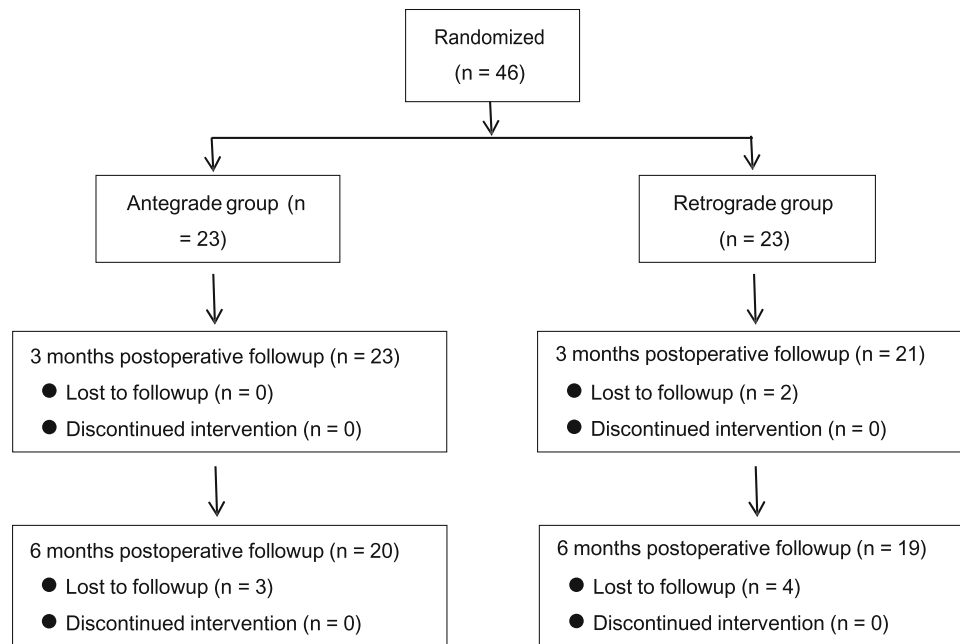 Randomized
(n = 46)
Antegrade group (n
= 23)
Retrograde group
(n = 23)
3 months postoperative followup (n = 23)
● Lost to followup (n = 0)
● Discontinued intervention (n = 0)
3 months postoperative followup (n = 21)
● Lost to followup (n = 2)
● Discontinued intervention (n = 0)
6 months postoperative followup (n = 20)
● Lost to followup (n = 3)
● Discontinued intervention (n = 0)
6 months postoperative followup (n = 19)
● Lost to followup (n = 4)
● Discontinued intervention (n = 0)